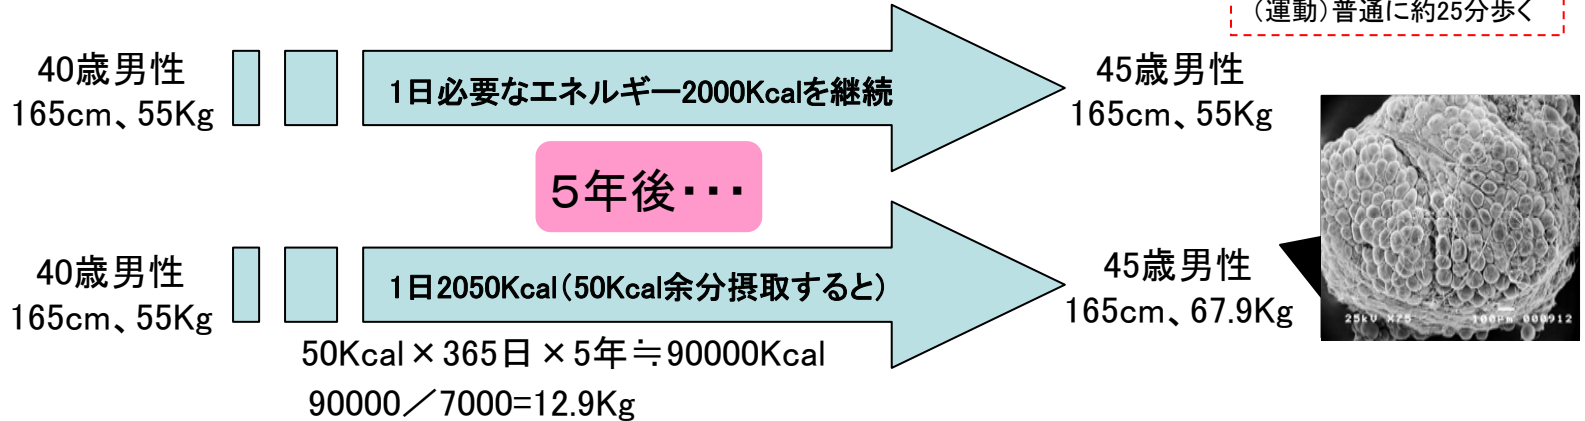 （運動）普通に約25分歩く
40歳男性
165cm、55Kg
1日必要なエネルギー2000Kcalを継続
45歳男性
165cm、55Kg
５年後・・・
40歳男性
165cm、55Kg
1日2050Kcal（50Kcal余分摂取すると）
45歳男性
165cm、67.9Kg
25kV X75 100μm 000912
50Kcal×365日×5年≒90000Kcal
90000／7000=12.9Kg